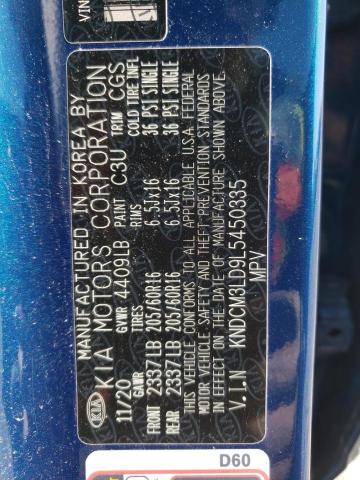 VIN
MANUFACTURED IN KOREA BY
KIA KIA MOTORS CORPORATION
11/20 GVWR 4409LB PAINT C3U TRIM CGS
GAWR TIRES RIMS COLD TIRE INFL
FRONT 2337LB 205/60R16 6.5JX16 36 PSI SINGLE
REAR 2337LB 205/60R16 6.5JX16 36 PSI SINGLE
THIS VEHICLE CONFORMS TO ALL APPLICABLE U.S.A. FEDERAL
MOTOR VEHICLE SAFETY AND THEFT PREVENTION STANDARDS
IN EFFECT ON THE DATE OF MANUFACTURE SHOWN ABOVE.
V.I.N KNDCM3LD9L5450335
MPV
D60